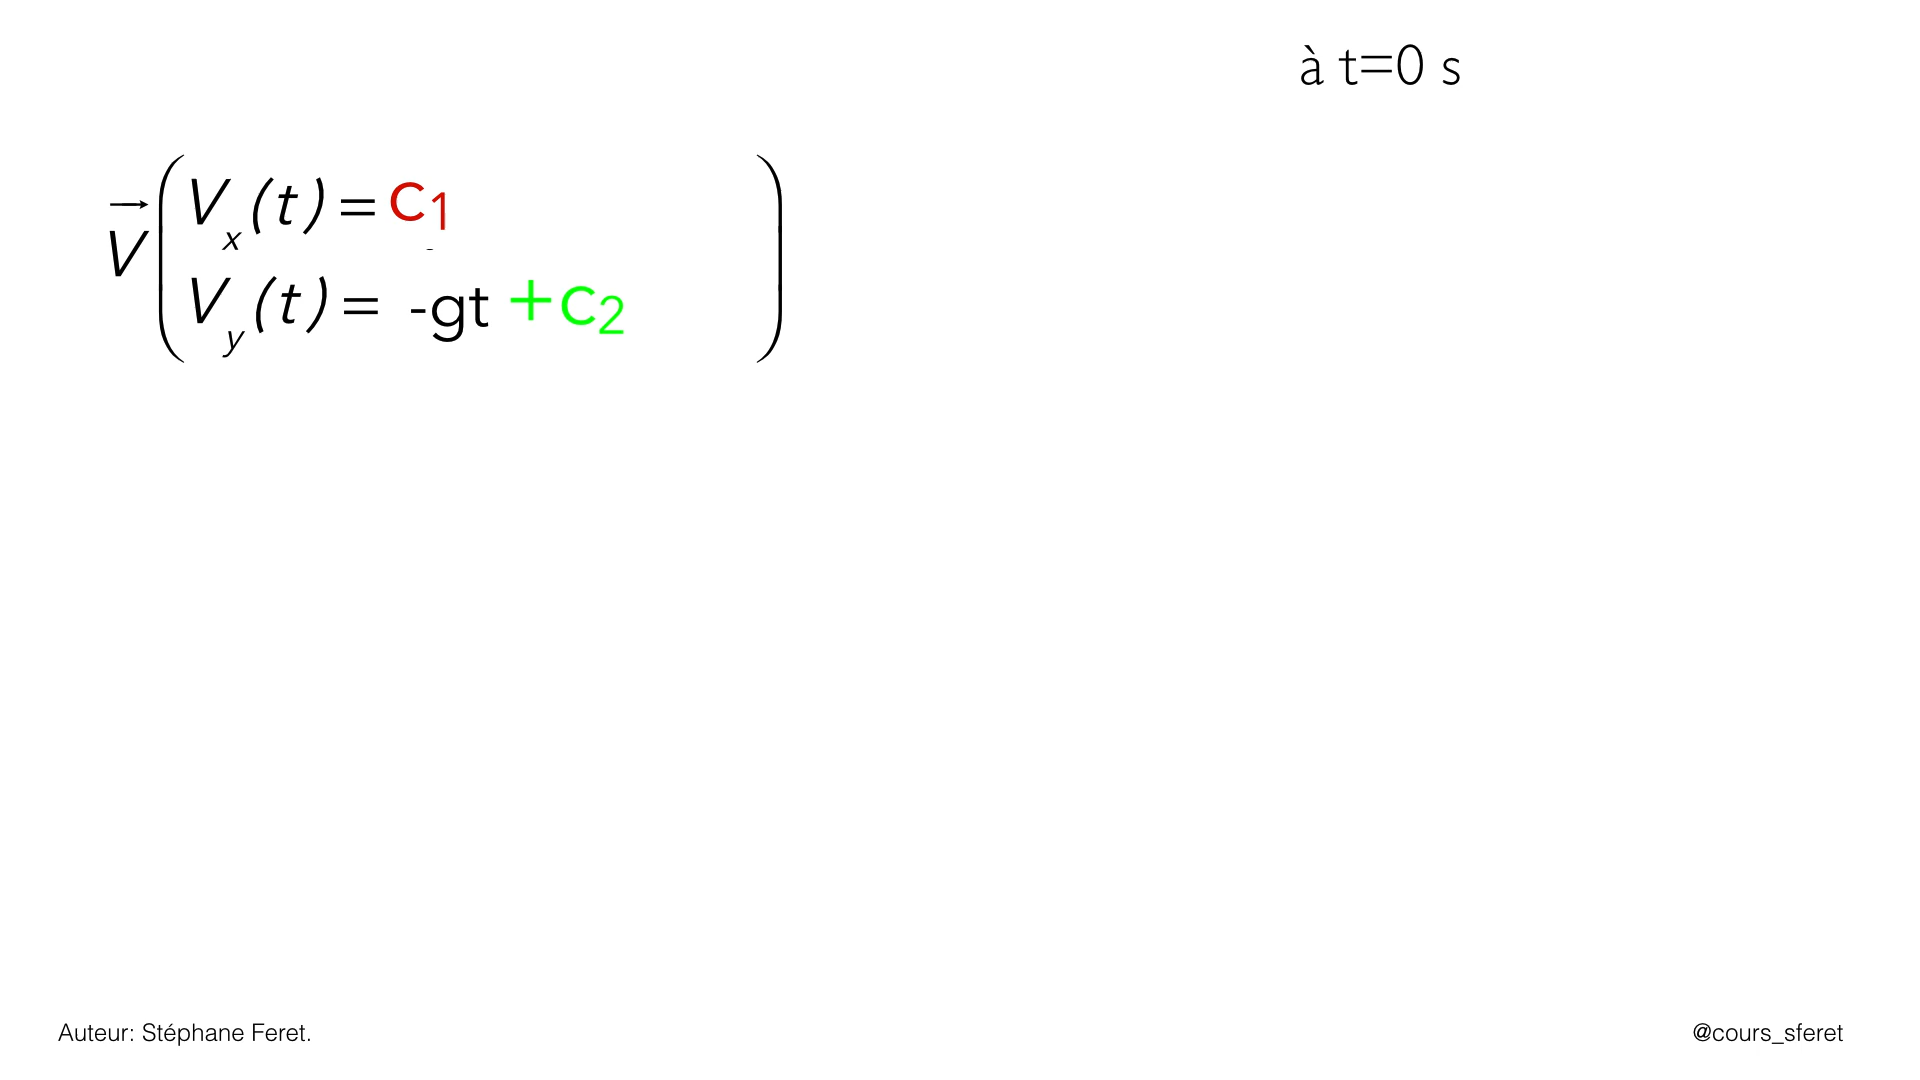 à t=0 s
V⃗ ( Vx(t) = c1
Vy(t) = -gt +c2 )
Auteur: Stéphane Feret.
@cours_sferet